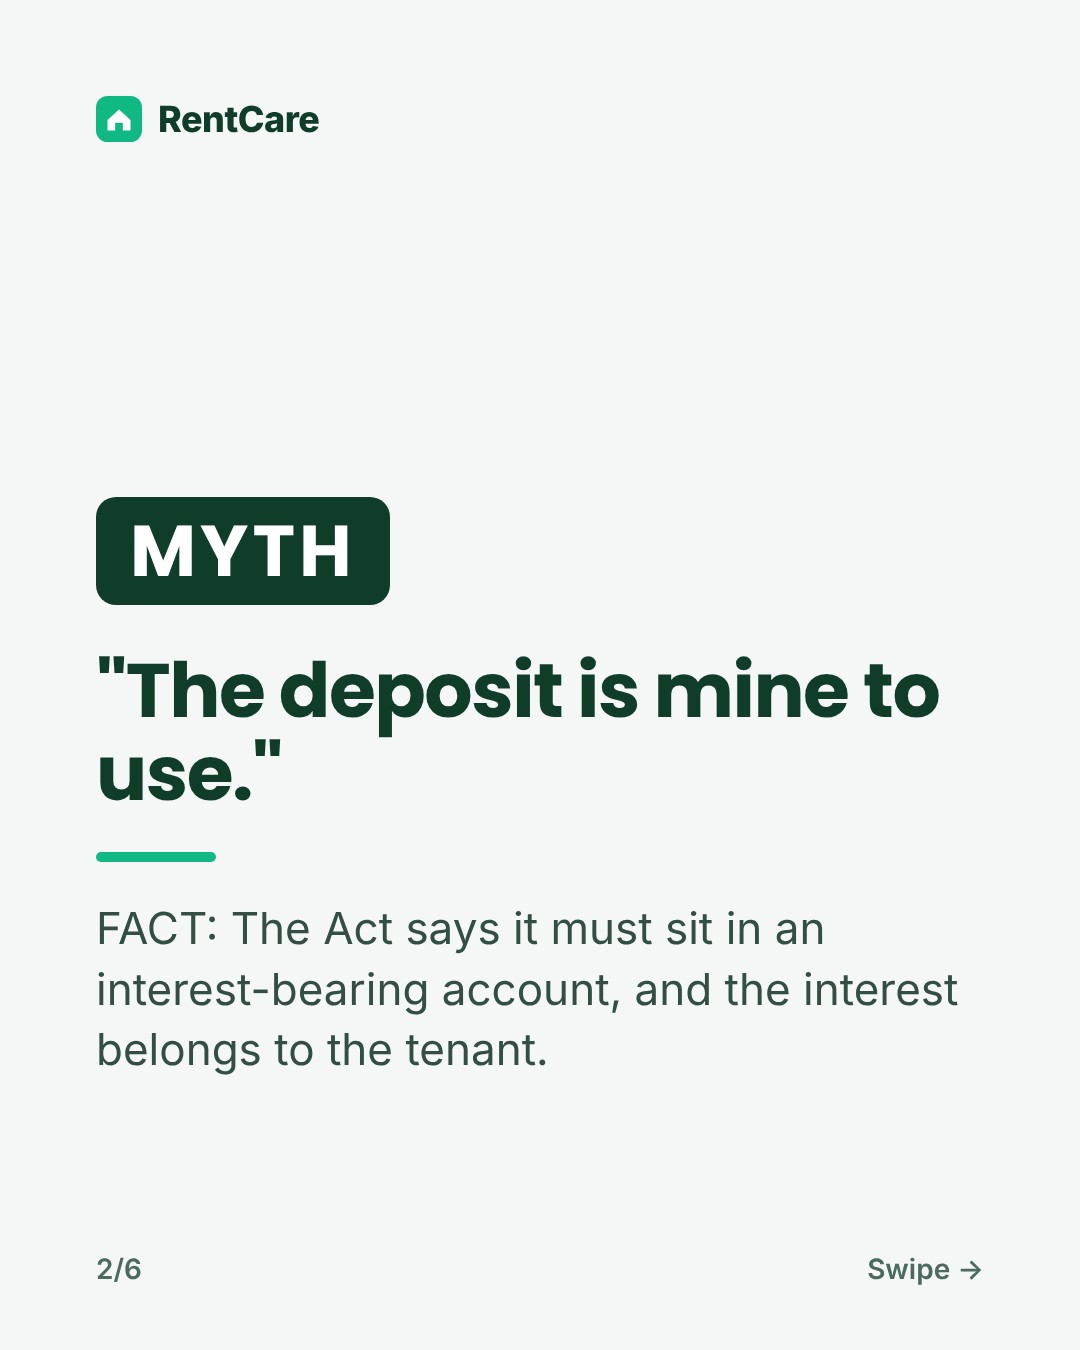 RentCare
MYTH
"The deposit is mine to
use."
FACT: The Act says it must sit in an
interest-bearing account, and the interest
belongs to the tenant.
2/6
Swipe →